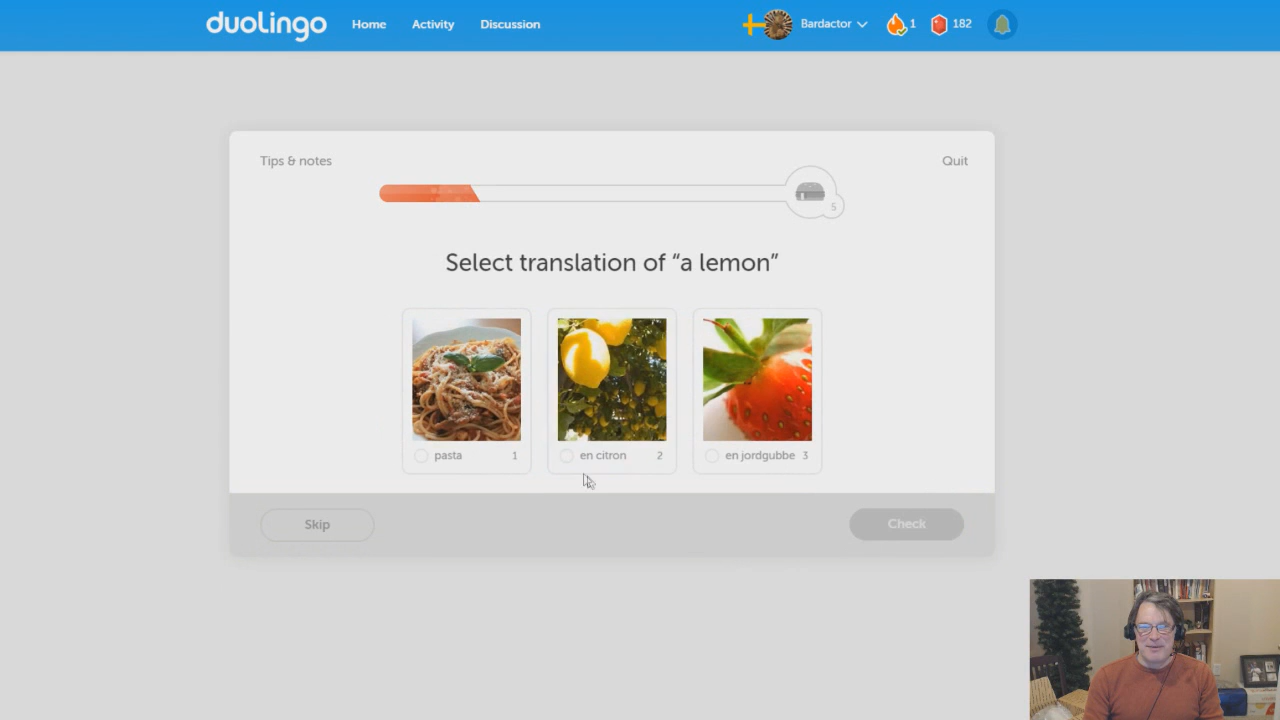 duolingo Home Activity Discussion Bardactor 1 182
Tips & notes Quit
5
Select translation of “a lemon”
pasta 1 en citron 2 en jordgubbe 3
Skip Check